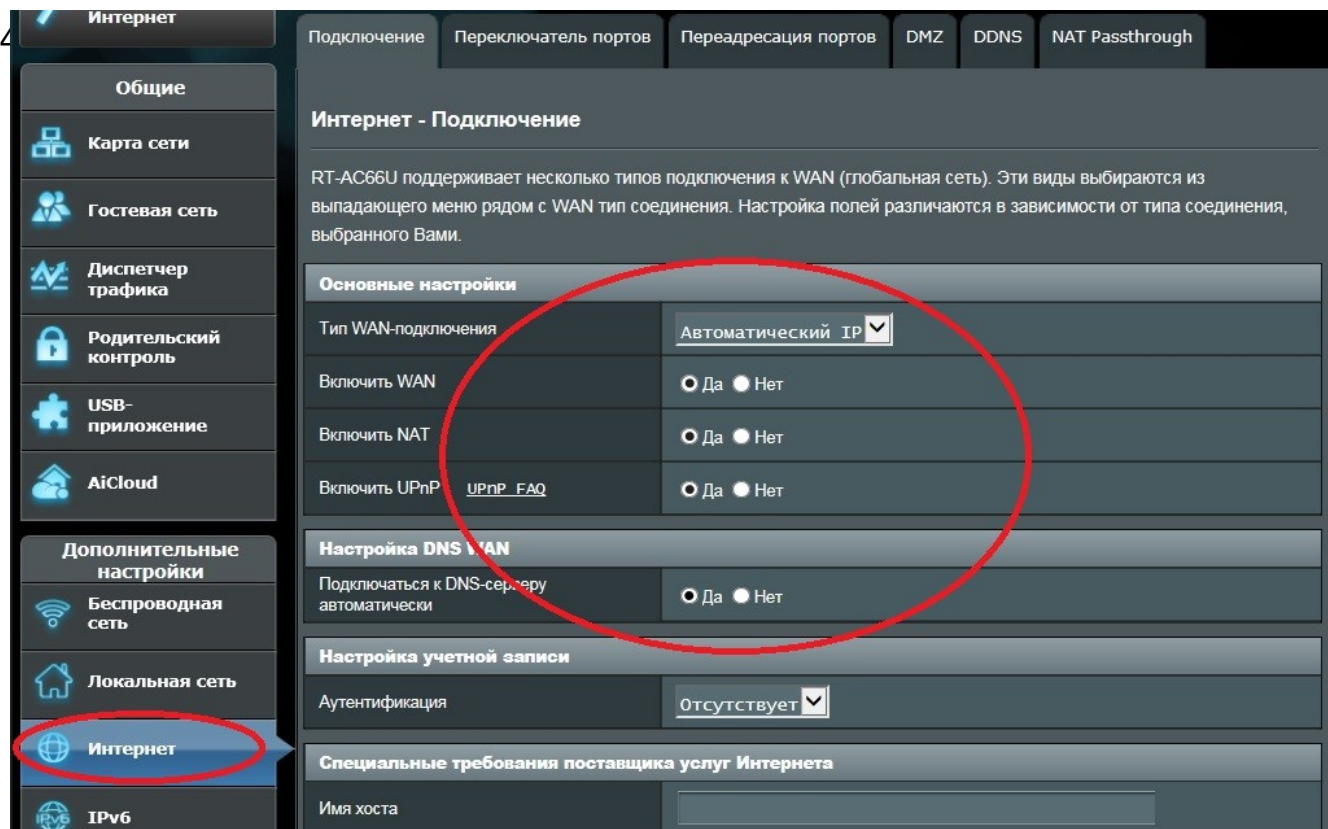 Интернет
4
Подключение
Переключатель портов
Переадресация портов
DMZ
DDNS
NAT Passthrough
Общие
Карта сети
Гостевая сеть
Диспетчер
трафика
Родительский
контроль
USB-
приложение
AiCloud
Дополнительные
настройки
Беспроводная
сеть
Локальная сеть
Интернет
IPv6
IPv6
Интернет - Подключение
RT-AC66U поддерживает несколько типов подключения к WAN (глобальная сеть). Эти виды выбираются из
выпадающего меню рядом с WAN тип соединения. Настройка полей различаются в зависимости от типа соединения,
выбранного Вами.
Основные настройки
Тип WAN-подключения Автоматический IP
Включить WAN Да Нет
Включить NAT Да Нет
Включить UPnP UPnP FAQ Да Нет
Настройка DNS WAN
Подключаться к DNS-серверу
автоматически Да Нет
Настройка учетной записи
Аутентификация Отсутствует
Специальные требования поставщика услуг Интернета
Имя хоста